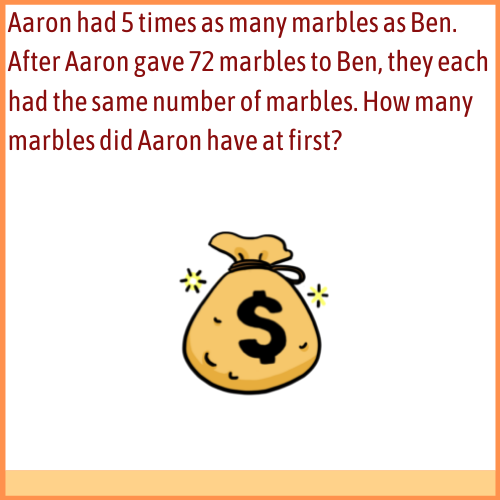 Aaron had 5 times as many marbles as Ben.
After Aaron gave 72 marbles to Ben, they each
had the same number of marbles. How many
marbles did Aaron have at first?
$